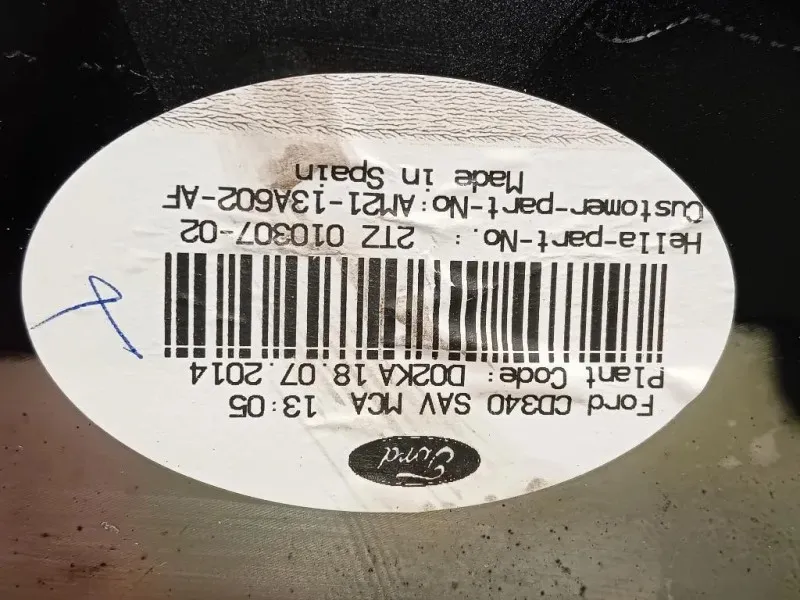 Ford
Ford CD340 SAV MCA 13:05
Plant Code: D02KA 18.07.2014
Hella-part-No. : 2TZ 010307-02
Customer-part-No:AM21-13A602-AF
Made in Spain